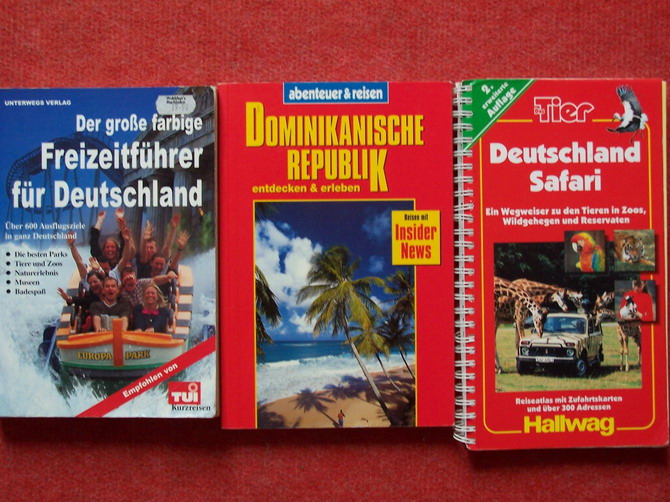 UNTERWEGS VERLAG
Der große farbige
Freizeitführer
für Deutschland
Über 600 Ausflugsziele
in ganz Deutschland
• Die besten Parks
• Tiere und Zoos
• Naturerlebnis
• Museen
• Badespaß
EUROPA PARK
Empfohlen von
TUI
Kurzreisen
abenteuer & reisen
DOMINIKANISCHE
REPUBLIK
entdecken & erleben
Reisen mit
Insider
News
2.
erweiterte
Auflage
Das Tier
Deutschland
Safari
Ein Wegweiser zu den Tieren in Zoos,
Wildgehegen und Reservaten
Reiseatlas mit Zufahrtskarten
und über 300 Adressen
Hallwag